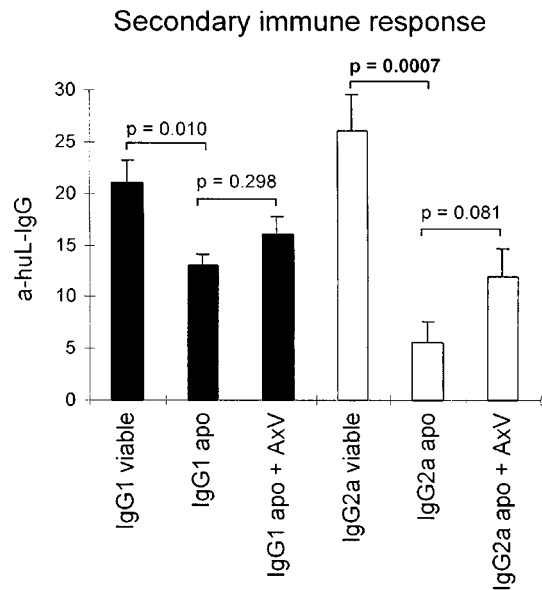 Secondary immune response
p = 0.0007
p = 0.010
p = 0.298
p = 0.081
a-huL-IgG
30
25
20
15
10
5
0
IgG1 viable
IgG1 apo
IgG1 apo + AxV
IgG2a viable
IgG2a apo
IgG2a apo + AxV